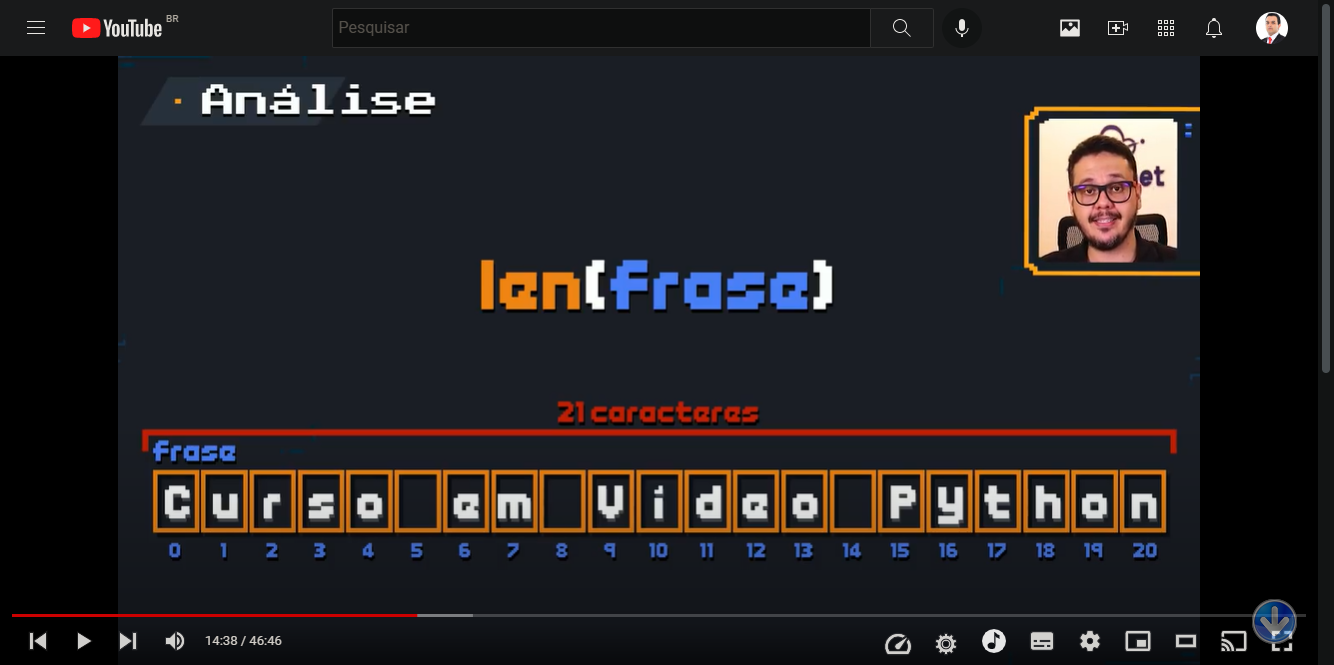 YouTube BR
Pesquisar
Análise
et
len(frase)
21 caracteres
frase
C u r s o e m V í d e o P y t h o n
0 1 2 3 4 5 6 7 8 9 10 11 12 13 14 15 16 17 18 19 20
14:38 / 46:46